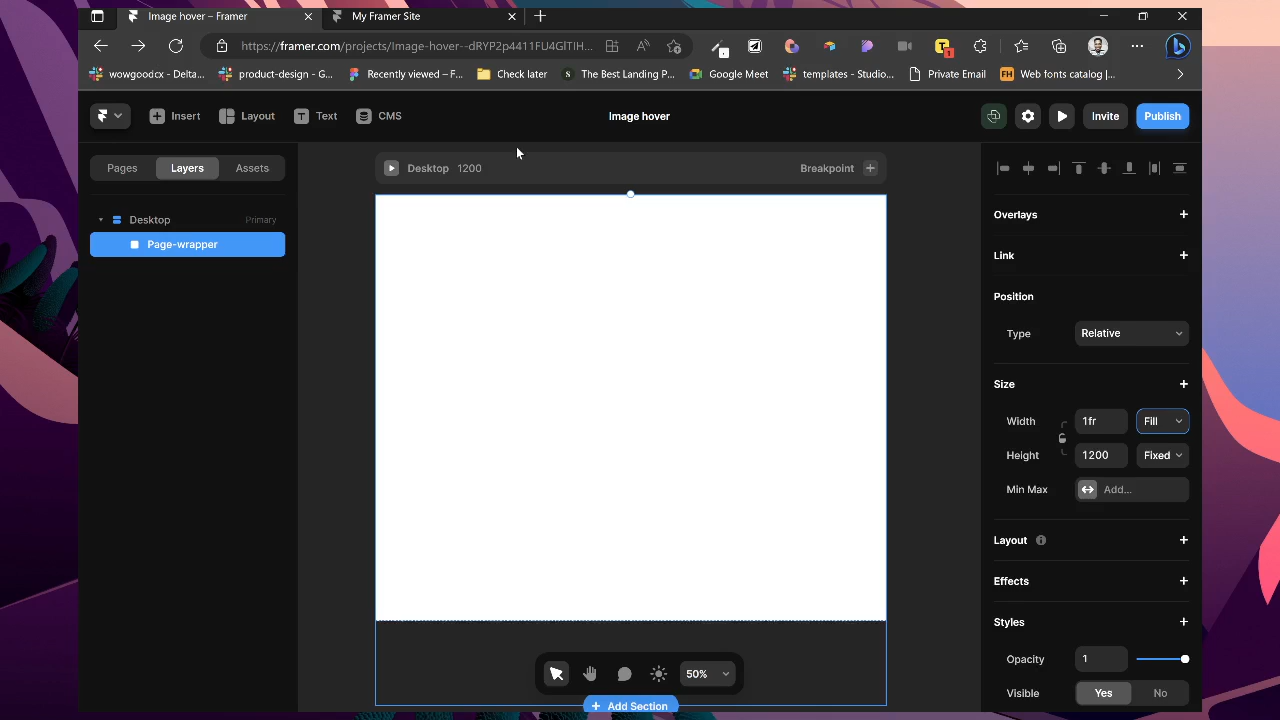 Image hover – Framer
My Framer Site
https://framer.com/projects/Image-hover--dRYP2p4411FU4GlTlH...
wowgoodcx - Delta...
product-design - G...
Recently viewed – F...
Check later
S
The Best Landing P...
Google Meet
templates - Studio...
Private Email
FH
Web fonts catalog |...
Insert
Layout
T Text
CMS
Image hover
Invite
Publish
Pages
Layers
Assets
Desktop 1200
Breakpoint +
Desktop
Primary
Page-wrapper
Overlays
Link
Position
Type
Relative
Size
Width
1fr
Fill
Height
1200
Fixed
Min Max
Add...
Layout
Effects
Styles
Opacity
1
Visible
Yes
No
50%
+ Add Section